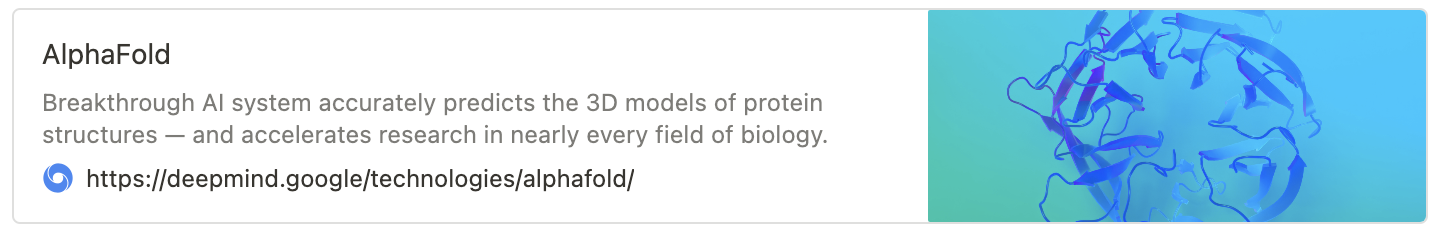 AlphaFold
Breakthrough AI system accurately predicts the 3D models of protein
structures — and accelerates research in nearly every field of biology.
https://deepmind.google/technologies/alphafold/